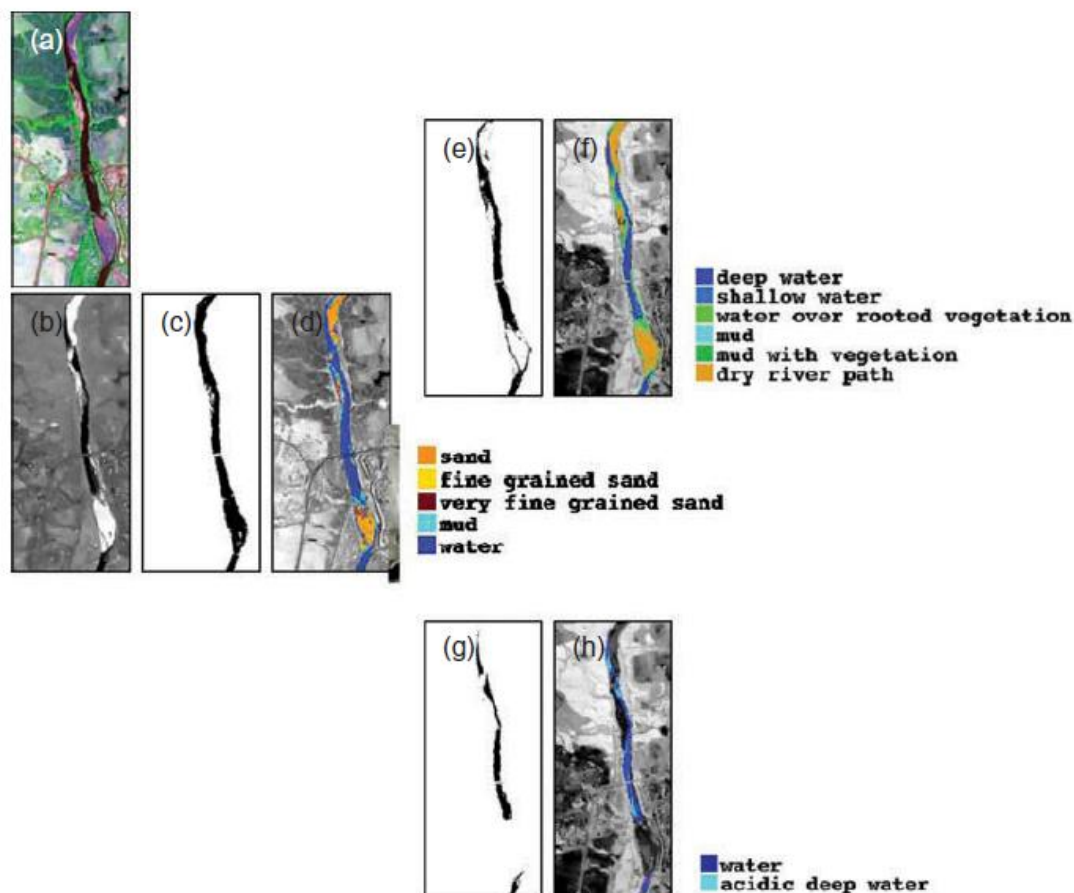 (a)
(e)
(f)
deep water
shallow water
water over rooted vegetation
mud
mud with vegetation
dry river path
(b)
(c)
(d)
sand
fine grained sand
very fine grained sand
mud
water
(g)
(h)
water
acidic deep water